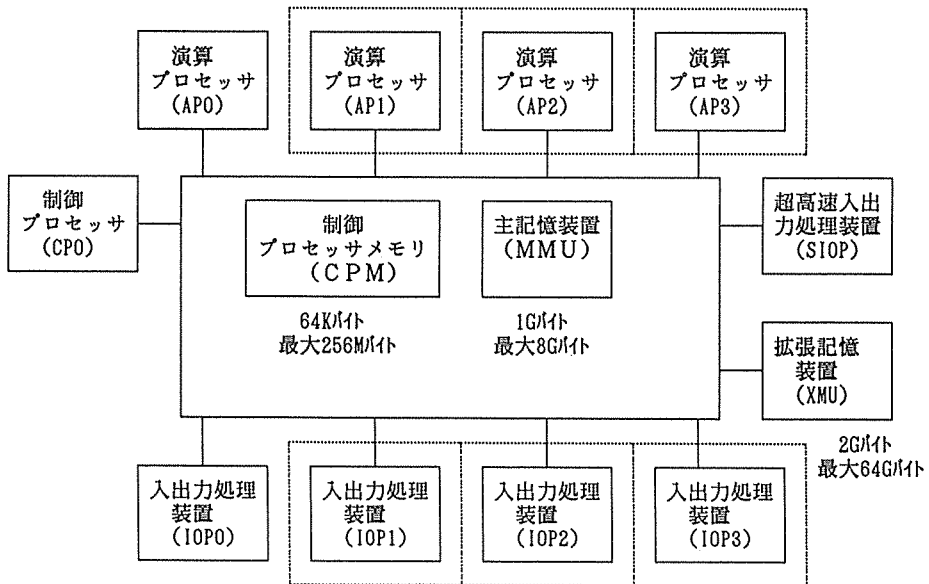 演算
プロセッサ
(AP0)
演算
プロセッサ
(AP1)
演算
プロセッサ
(AP2)
演算
プロセッサ
(AP3)
制御
プロセッサ
(CP0)
制御
プロセッサメモリ
(CPM)
64Kバイト
最大256Mバイト
主記憶装置
(MMU)
1Gバイト
最大8Gバイト
超高速入出
力処理装置
(SIOP)
拡張記憶
装置
(XMU)
2Gバイト
最大64Gバイト
入出力処理
装置
(IOP0)
入出力処理
装置
(IOP1)
入出力処理
装置
(IOP2)
入出力処理
装置
(IOP3)